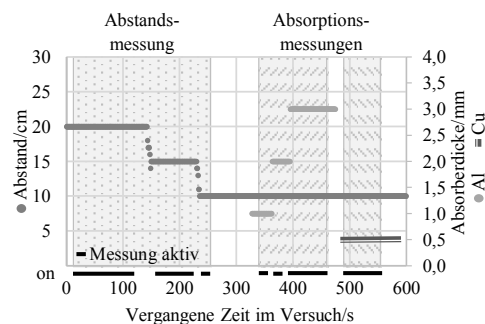 Abstands-
messung
Absorptions-
messungen
30
25
20
15
10
5
on
Abstand/cm
4,0
3,5
3,0
2,5
2,0
1,5
1,0
0,5
0,0
Absorberdicke/mm
Al
Cu
Messung aktiv
0 100 200 300 400 500 600
Vergangene Zeit im Versuch/s